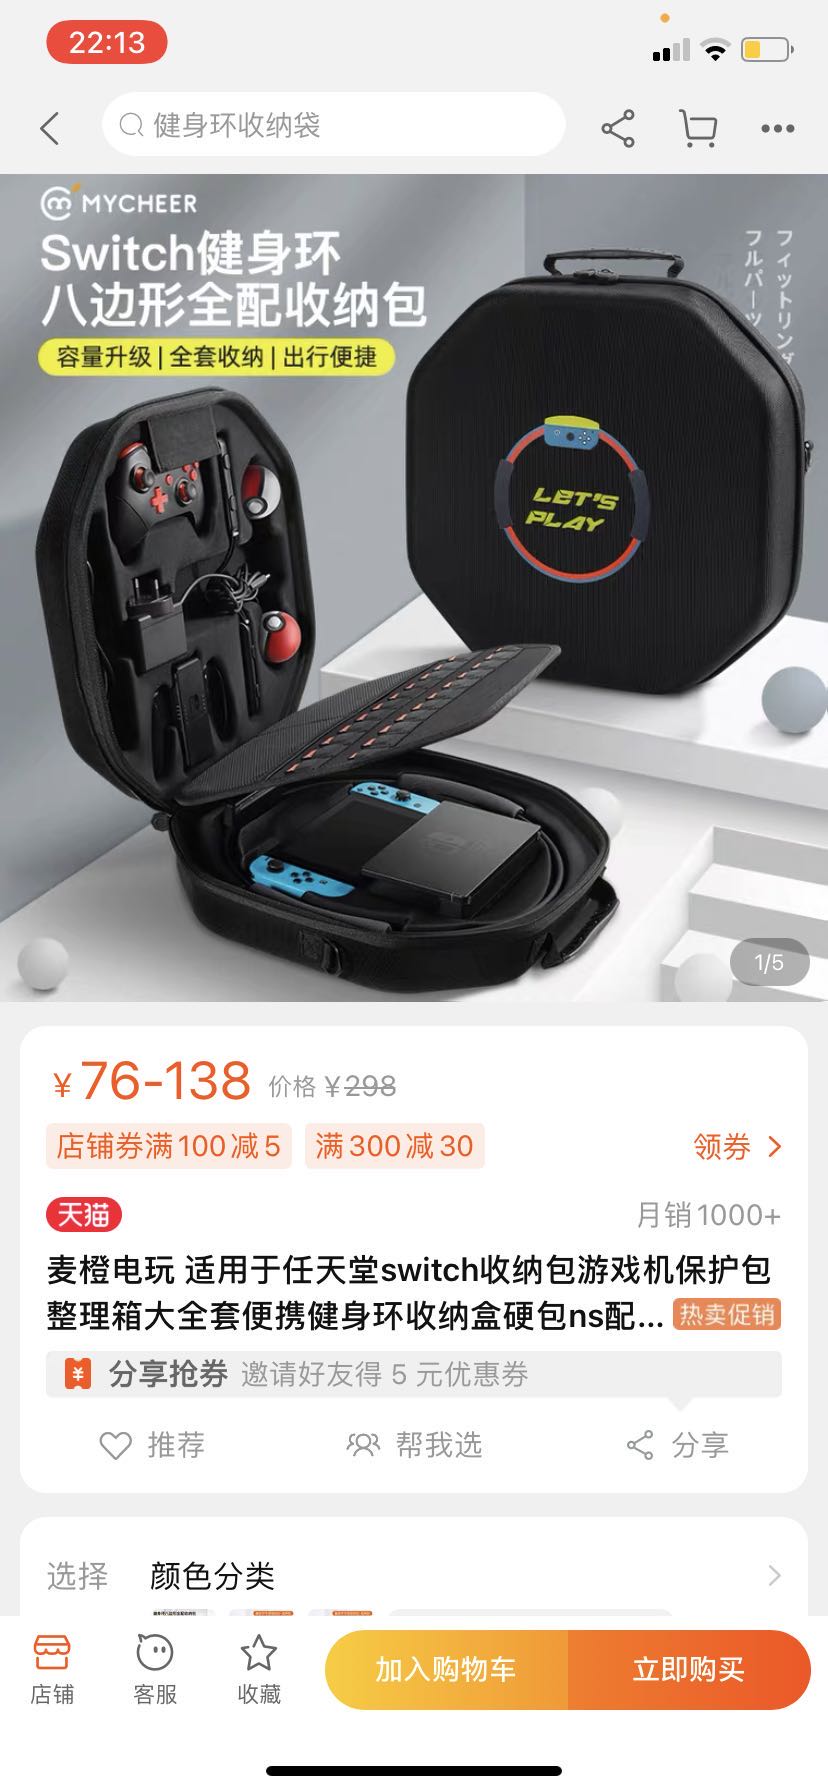 22:13
健身环收纳袋
MYCHEER
Switch健身环
八边形全配收纳包
容量升级|全套收纳|出行便捷
フィットリング
フルパーツ
LET'S
PLAY
1/5
¥76-138 价格 ¥298
店铺券满100减5 满300减30 领券
天猫 月销1000+
麦橙电玩 适用于任天堂switch收纳包游戏机保护包
整理箱大全套便携健身环收纳盒硬包ns配... 热卖促销
分享抢券 邀请好友得 5 元优惠券
推荐 帮我选 分享
选择 颜色分类
店铺 客服 收藏 加入购物车 立即购买